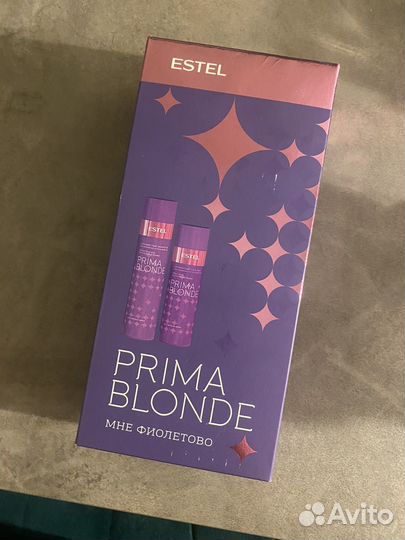 ESTEL
ESTEL
PRIMA
BLONDE
ESTEL
PRIMA
BLONDE
PRIMA
BLONDE
МНЕ ФИОЛЕТОВО
Avito